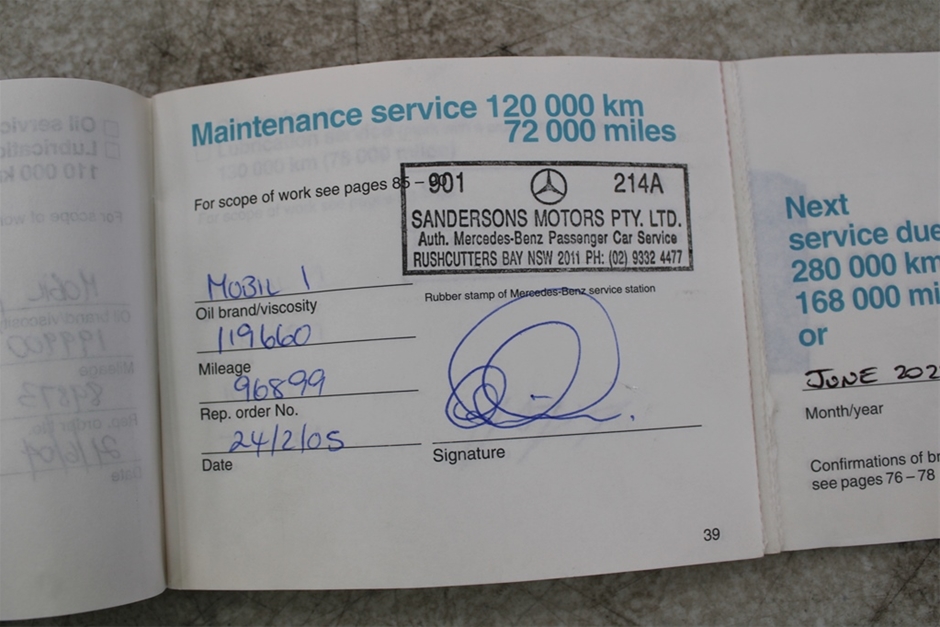 Maintenance service 120 000 km
72 000 miles
For scope of work see pages 85 – 90
901 214A
SANDERSONS MOTORS PTY. LTD.
Auth. Mercedes-Benz Passenger Car Service
RUSHCUTTERS BAY NSW 2011 PH: (02) 9332 4477
Rubber stamp of Mercedes-Benz service station
MOBIL 1
Oil brand/viscosity
119660
Mileage
96899
Rep. order No.
24/2/05
Date
Signature
39
Next
service due
280 000 km
168 000 mi
or
JUNE 202
Month/year
Confirmations of br
see pages 76 – 78